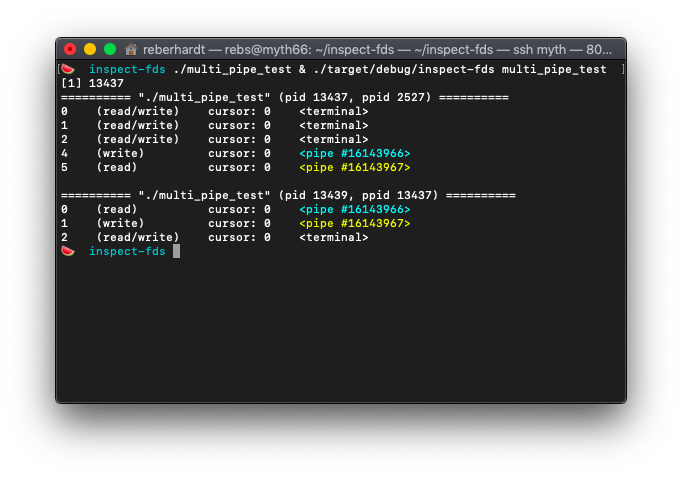 reberhardt — rebs@myth66: ~/inspect-fds — ~/inspect-fds — ssh myth — 80...
[🍉 inspect-fds ./multi_pipe_test & ./target/debug/inspect-fds multi_pipe_test ]
[1] 13437
========== "./multi_pipe_test" (pid 13437, ppid 2527) ==========
0    (read/write)    cursor: 0    <terminal>
1    (read/write)    cursor: 0    <terminal>
2    (read/write)    cursor: 0    <terminal>
4    (write)         cursor: 0    <pipe #16143966>
5    (read)          cursor: 0    <pipe #16143967>
========== "./multi_pipe_test" (pid 13439, ppid 13437) ==========
0    (read)          cursor: 0    <pipe #16143966>
1    (write)         cursor: 0    <pipe #16143967>
2    (read/write)    cursor: 0    <terminal>
🍉 inspect-fds